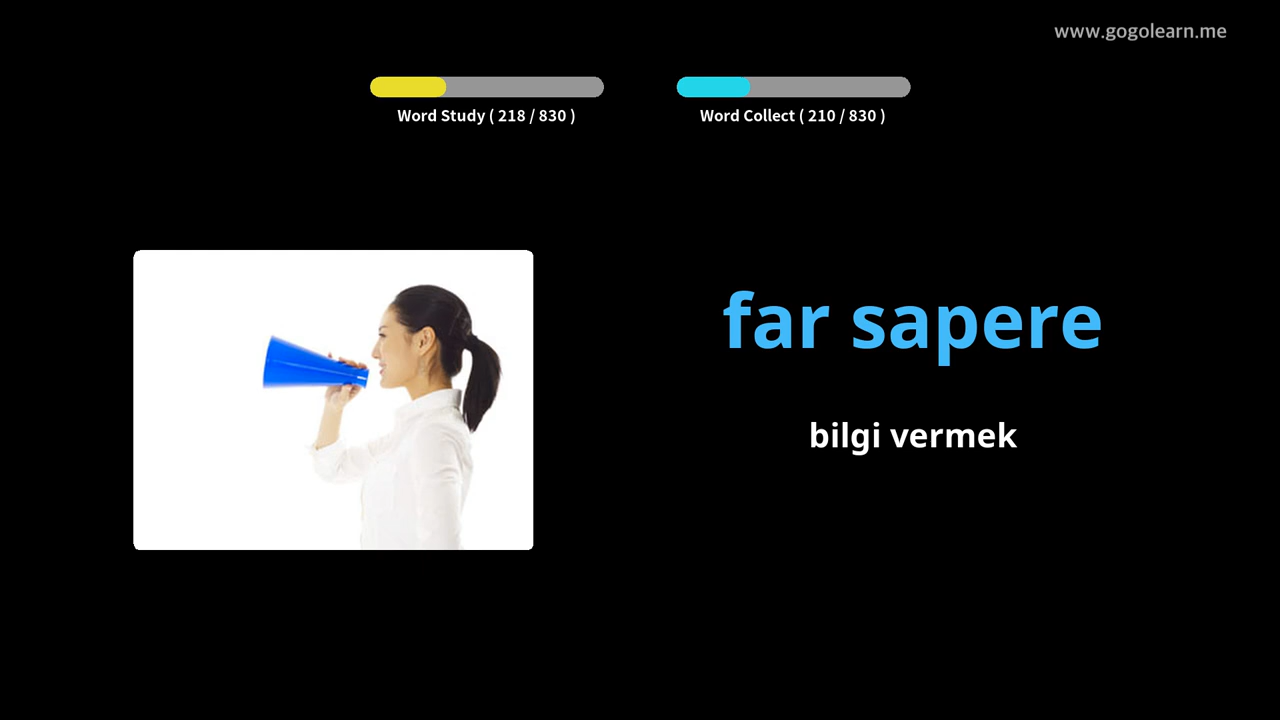 www.gogolearn.me
Word Study ( 218 / 830 )
Word Collect ( 210 / 830 )
far sapere
bilgi vermek